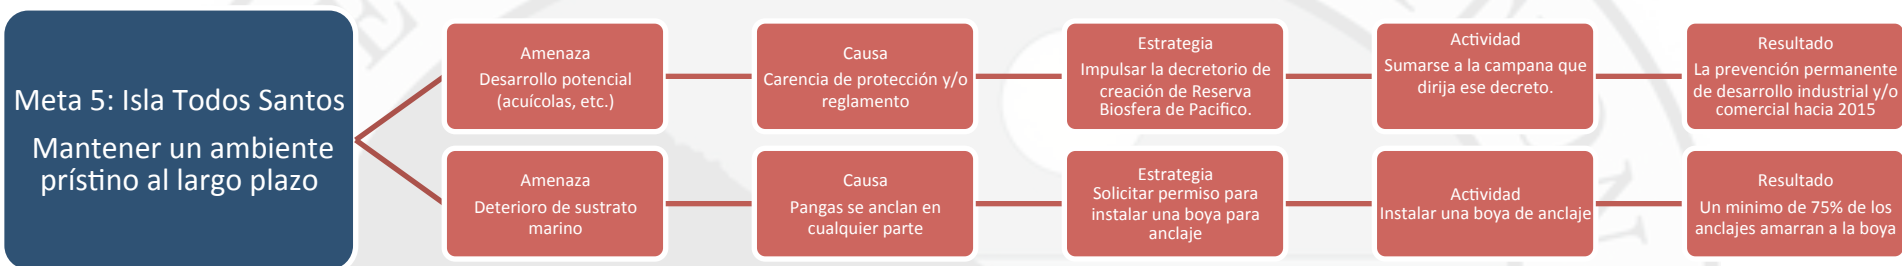 Meta 5: Isla Todos Santos
Mantener un ambiente
prístino al largo plazo
Amenaza
Desarrollo potencial
(acuícolas, etc.)
Causa
Carencia de protección y/o
reglamento
Estrategia
Impulsar la decretorio de
creación de Reserva
Biosfera de Pacifico.
Actividad
Sumarse a la campana que
dirija ese decreto.
Resultado
La prevención permanente
de desarrollo industrial y/o
comercial hacia 2015
Amenaza
Deterioro de sustrato
marino
Causa
Pangas se anclan en
cualquier parte
Estrategia
Solicitar permiso para
instalar una boya para
anclaje
Actividad
Instalar una boya de anclaje
Resultado
Un minimo de 75% de los
anclajes amarran a la boya